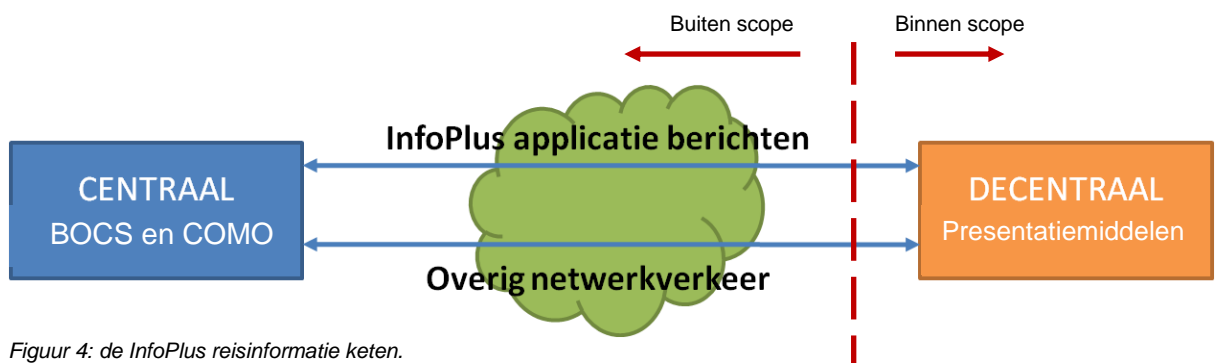 Buiten scope
Binnen scope
InfoPlus applicatie berichten
CENTRAAL
BOCS en COMO
DECENTRAAL
Presentatiemiddelen
Overig netwerkverkeer
Figuur 4: de InfoPlus reisinformatie keten.